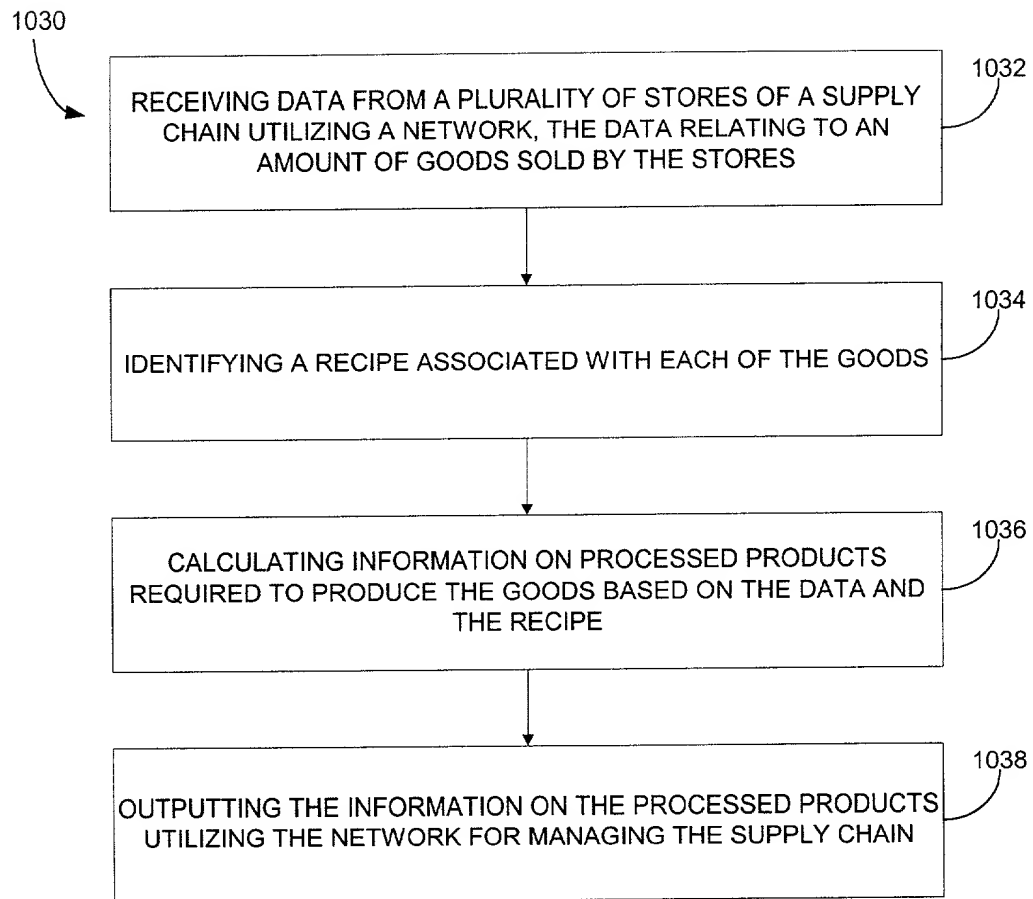 1030
1032
RECEIVING DATA FROM A PLURALITY OF STORES OF A SUPPLY
CHAIN UTILIZING A NETWORK, THE DATA RELATING TO AN
AMOUNT OF GOODS SOLD BY THE STORES
1034
IDENTIFYING A RECIPE ASSOCIATED WITH EACH OF THE GOODS
1036
CALCULATING INFORMATION ON PROCESSED PRODUCTS
REQUIRED TO PRODUCE THE GOODS BASED ON THE DATA AND
THE RECIPE
1038
OUTPUTTING THE INFORMATION ON THE PROCESSED PRODUCTS
UTILIZING THE NETWORK FOR MANAGING THE SUPPLY CHAIN